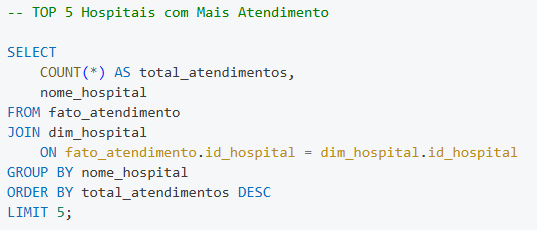 -- TOP 5 Hospitais com Mais Atendimento
SELECT
    COUNT(*) AS total_atendimentos,
    nome_hospital
FROM fato_atendimento
JOIN dim_hospital
    ON fato_atendimento.id_hospital = dim_hospital.id_hospital
GROUP BY nome_hospital
ORDER BY total_atendimentos DESC
LIMIT 5;